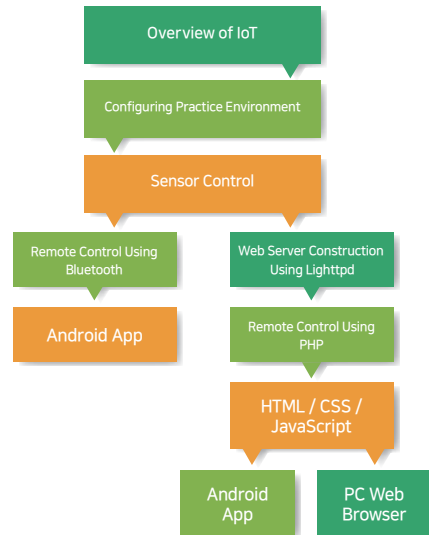 Overview of IoT
Configuring Practice Environment
Sensor Control
Remote Control Using
Bluetooth
Android App
Web Server Construction
Using Lighttpd
Remote Control Using
PHP
HTML / CSS /
JavaScript
Android
App
PC Web
Browser